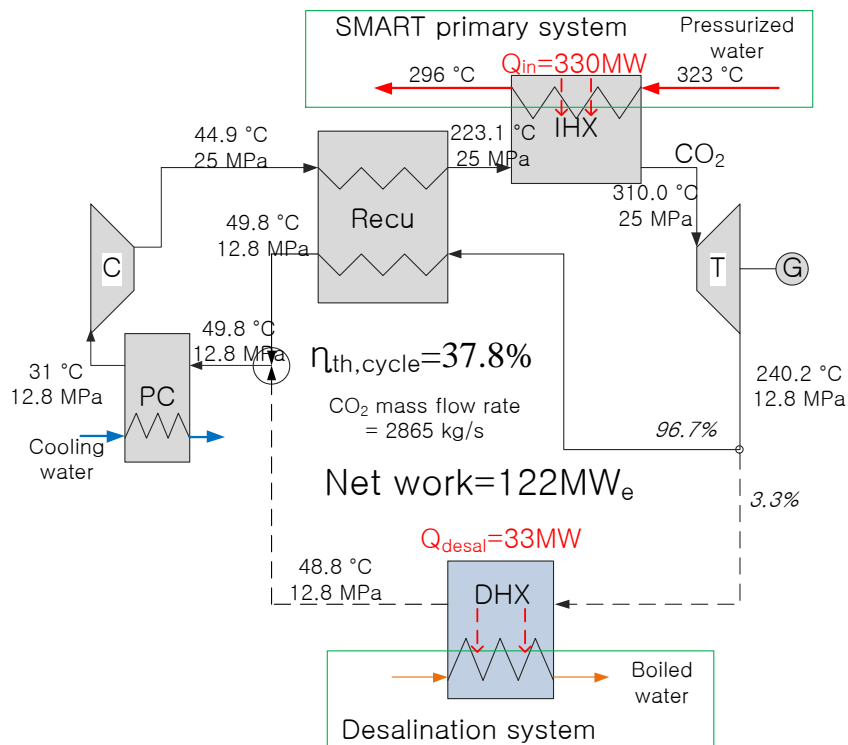 SMART primary system
Pressurized
water
Qin=330MW
296 °C
323 °C
IHX
44.9 °C
25 MPa
223.1 °C
25 MPa
CO2
310.0 °C
25 MPa
Recu
49.8 °C
12.8 MPa
C
T
G
49.8 °C
12.8 MPa
31 °C
12.8 MPa
PC
Cooling
water
ηth,cycle=37.8%
CO2 mass flow rate
= 2865 kg/s
240.2 °C
12.8 MPa
96.7%
Net work=122MWe
3.3%
Qdesal=33MW
48.8 °C
12.8 MPa
DHX
Boiled
water
Desalination system